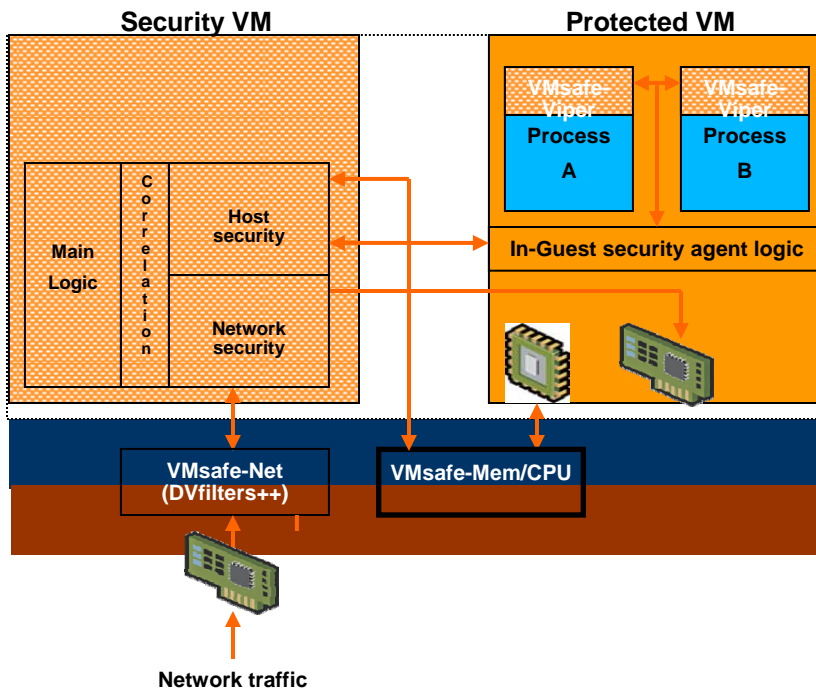 Security VM
Protected VM
VMsafe-
Viper
VMsafe-
Viper
Process
A
Process
B
Main
Logic
Correlation
Host
security
Network
security
In-Guest security agent logic
VMsafe-Net
(DVfilters++)
VMsafe-Mem/CPU
Network traffic